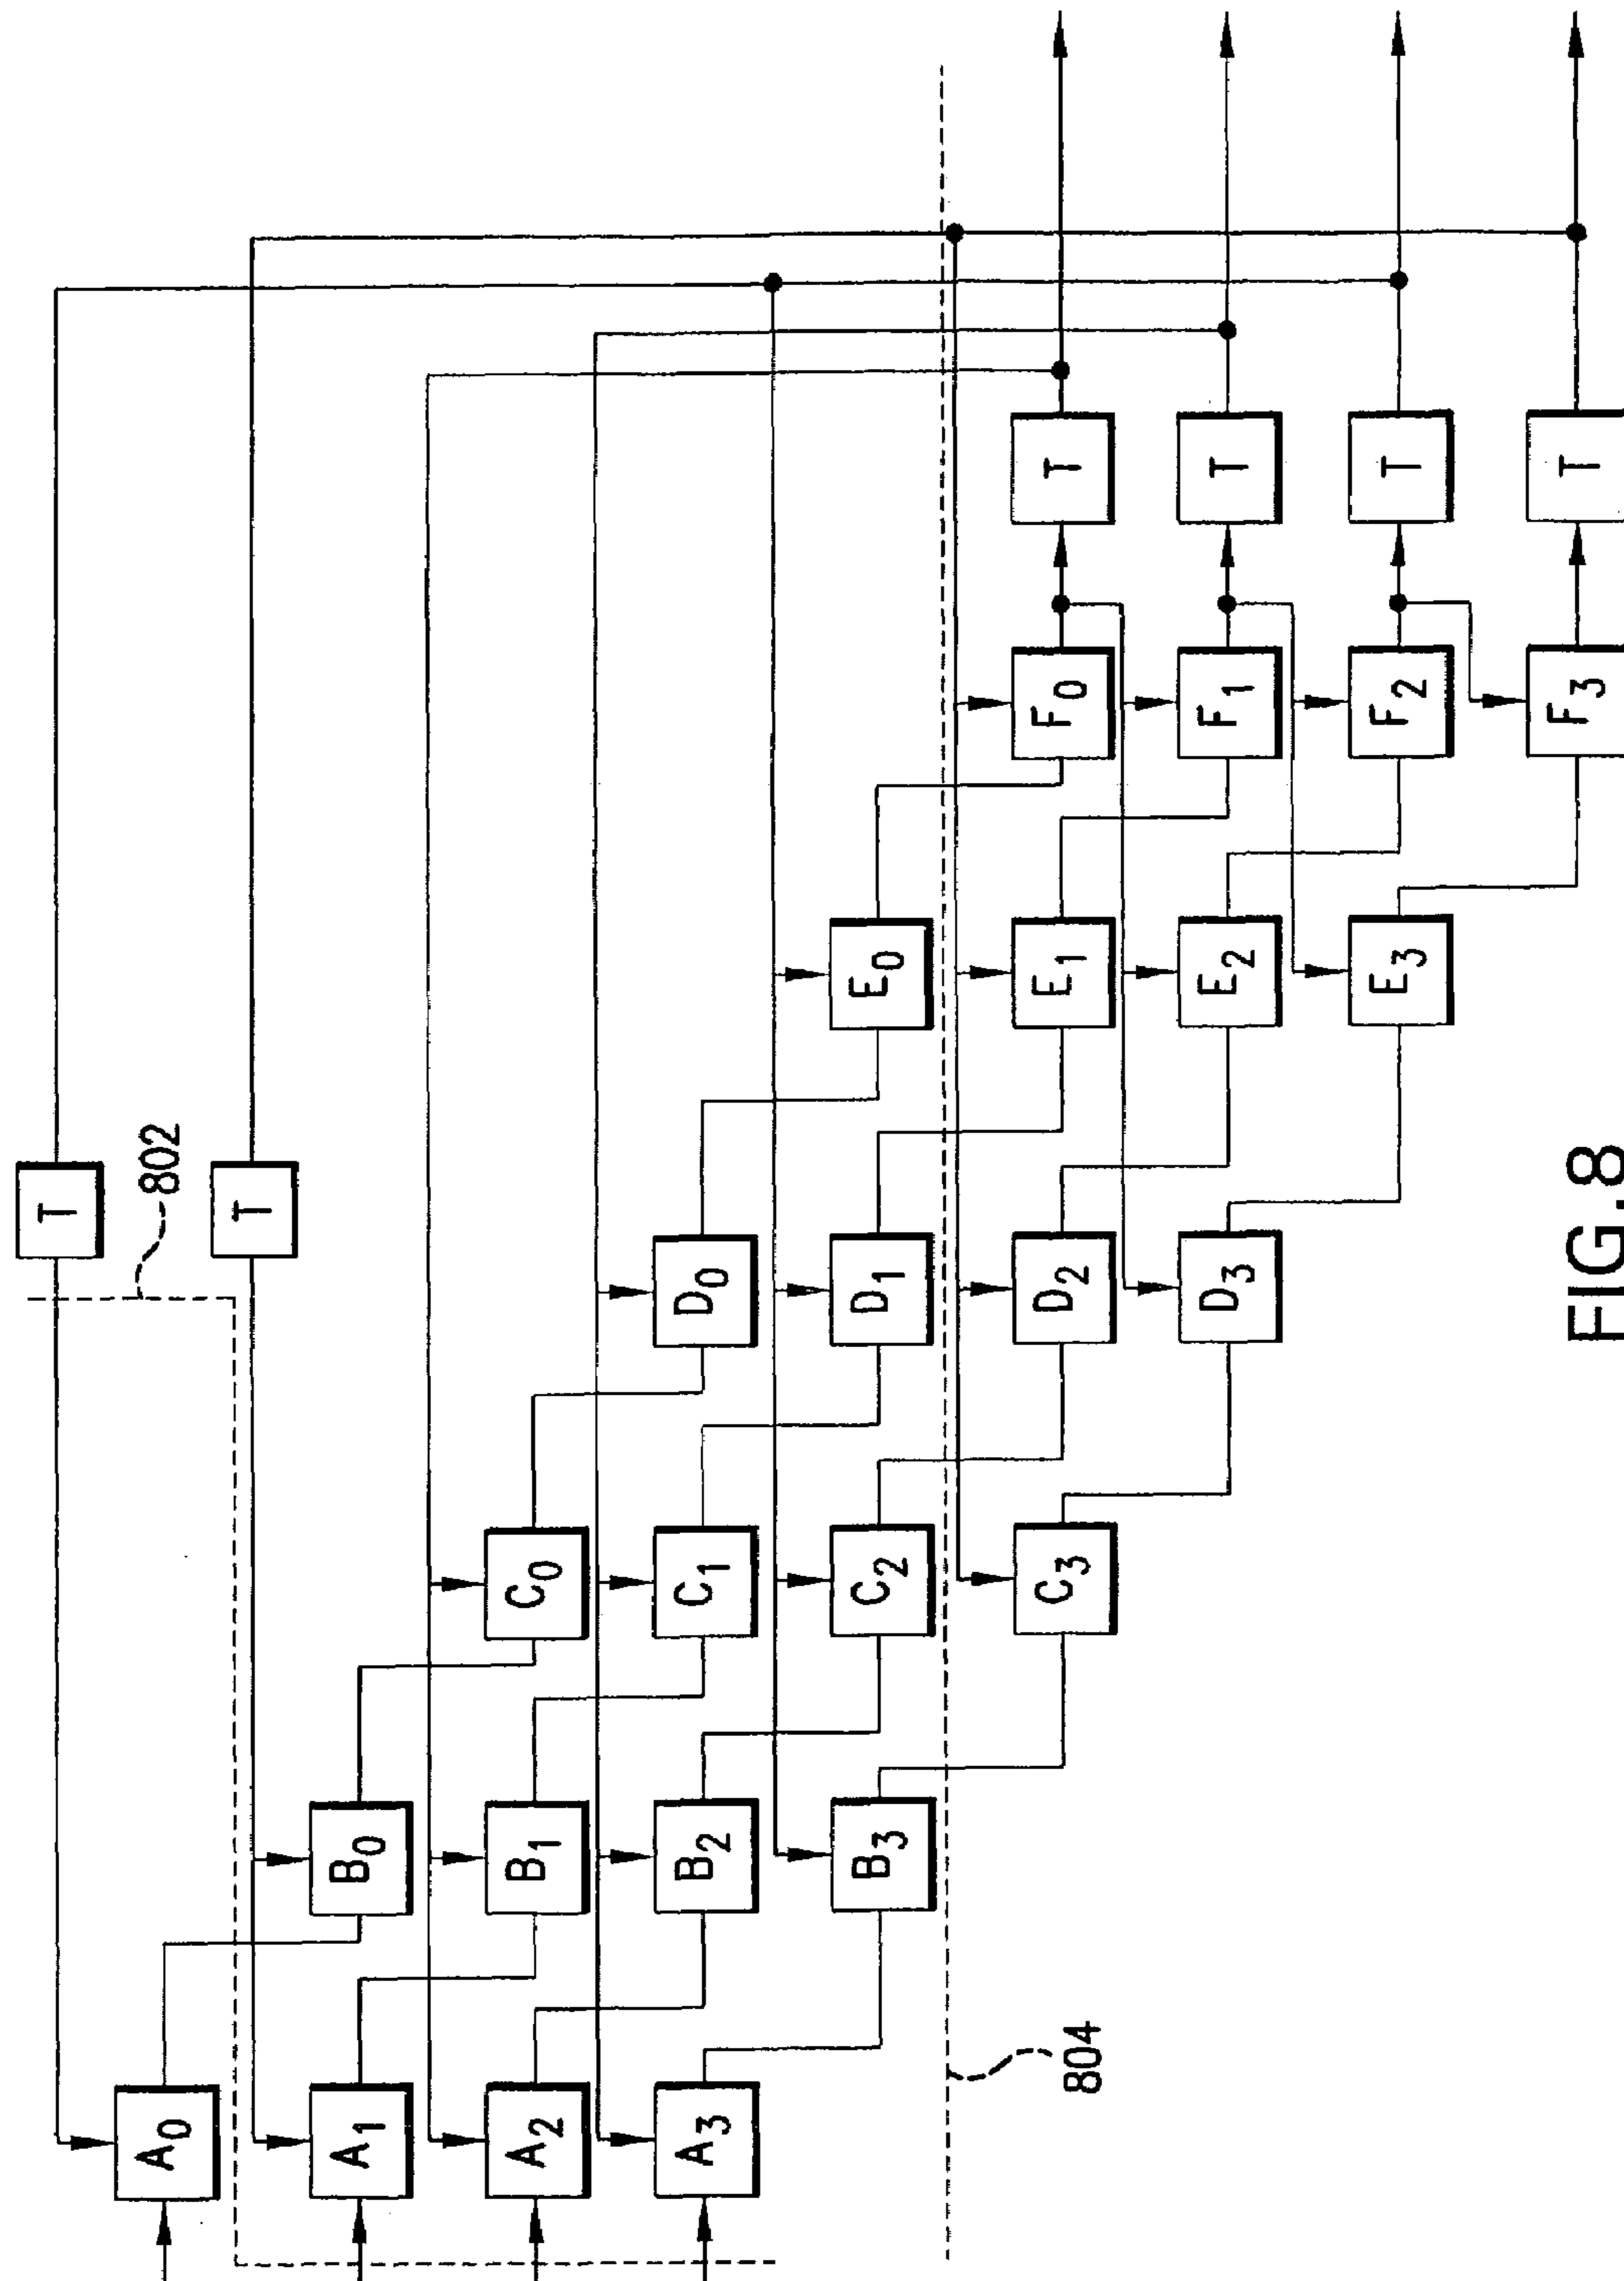 T
A0 802
T
A1 B0
A2 B1 C0
A3 B2 C1 D0
B3 C2 D1 E0
804 C3 D2 E1 F0 T
D3 E2 F1 T
E3 F2 T
F3 T
FIG.8